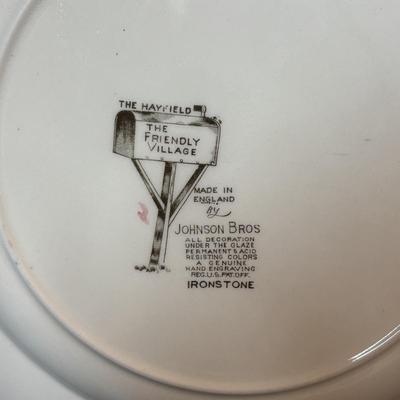 THE HAYFIELD
THE
FRIENDLY
VILLAGE
MADE IN
ENGLAND
By
JOHNSON BROS
ALL DECORATION
UNDER THE GLAZE
PERMANENT & ACID
RESISTING COLORS
A GENUINE
HAND ENGRAVING
REG. U.S. PAT. OFF.
IRONSTONE